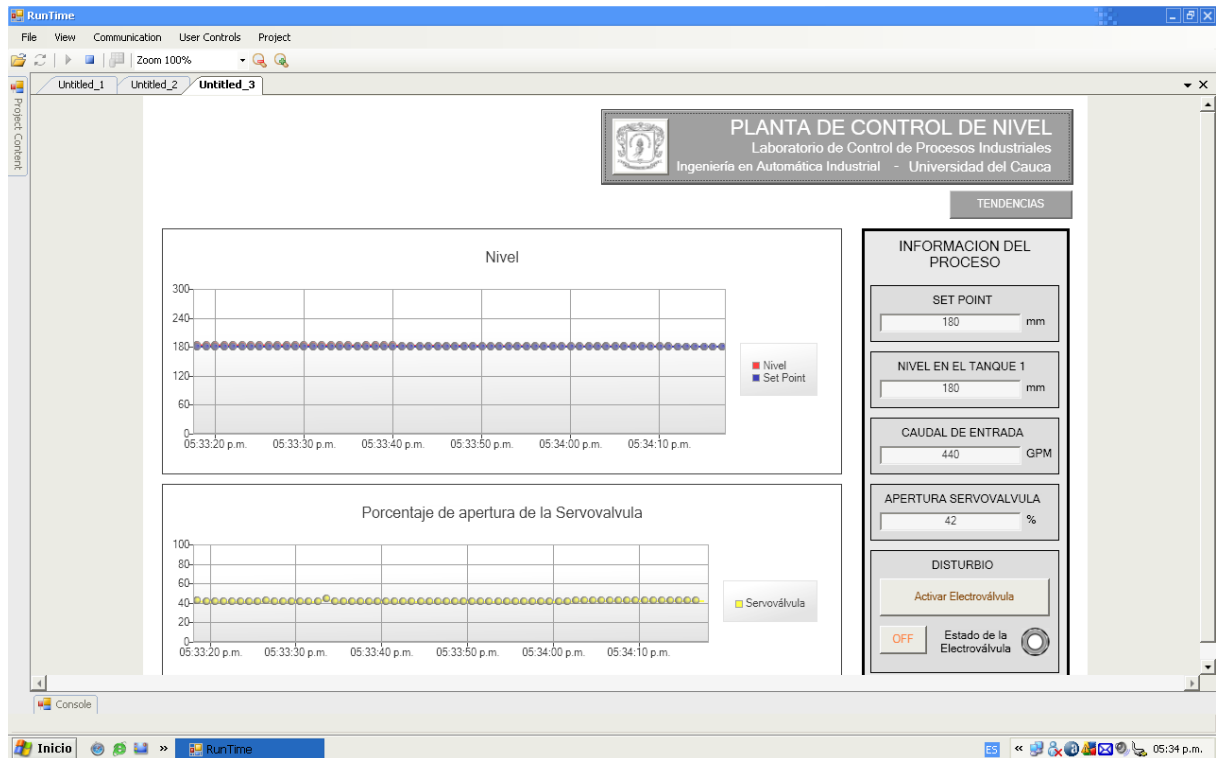 RunTime
File View Communication User Controls Project
Zoom 100%
Untitled_1 Untitled_2 Untitled_3
Project Content
PLANTA DE CONTROL DE NIVEL
Laboratorio de Control de Procesos Industriales
Ingeniería en Automática Industrial - Universidad del Cauca
TENDENCIAS
Nivel
300
240
180
120
60
0
05:33:20 p.m. 05:33:30 p.m. 05:33:40 p.m. 05:33:50 p.m. 05:34:00 p.m. 05:34:10 p.m.
Nivel
Set Point
Porcentaje de apertura de la Servovalvula
100
80
60
40
20
0
05:33:20 p.m. 05:33:30 p.m. 05:33:40 p.m. 05:33:50 p.m. 05:34:00 p.m. 05:34:10 p.m.
Servoválvula
INFORMACION DEL
PROCESO
SET POINT
180 mm
NIVEL EN EL TANQUE 1
180 mm
CAUDAL DE ENTRADA
440 GPM
APERTURA SERVOVALVULA
42 %
DISTURBIO
Activar Electroválvula
OFF
Estado de la
Electroválvula
Console
Inicio » RunTime ES « 05:34 p.m.